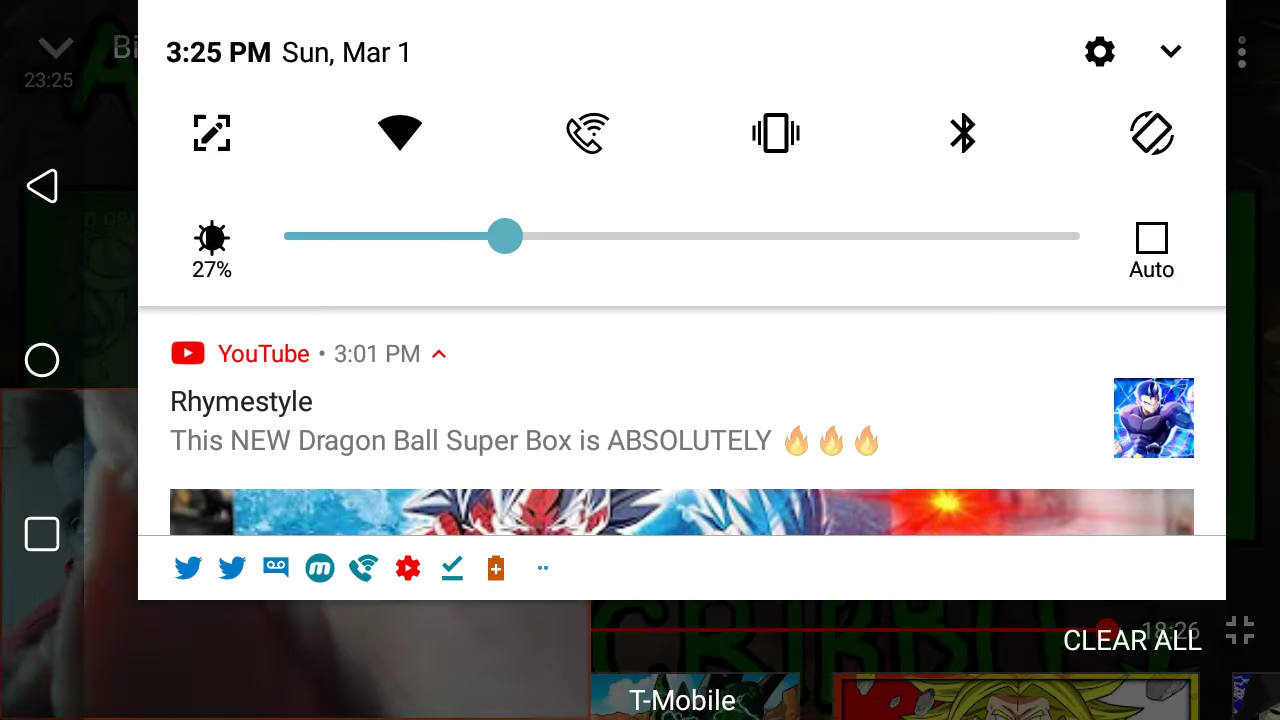 3:25 PM Sun, Mar 1
Bi
23:25
27%
Auto
YouTube • 3:01 PM
Rhymestyle
This NEW Dragon Ball Super Box is ABSOLUTELY 🔥🔥🔥
18:26
CLEAR ALL
T-Mobile